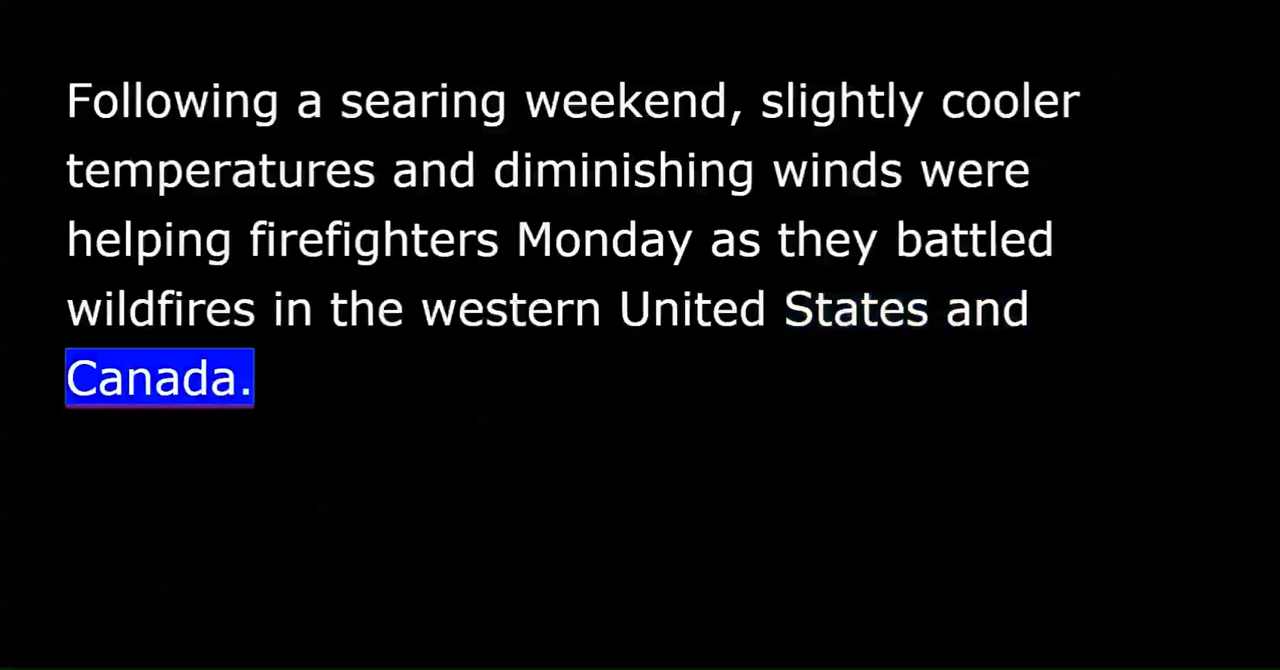 Following a searing weekend, slightly cooler
temperatures and diminishing winds were
helping firefighters Monday as they battled
wildfires in the western United States and
Canada.